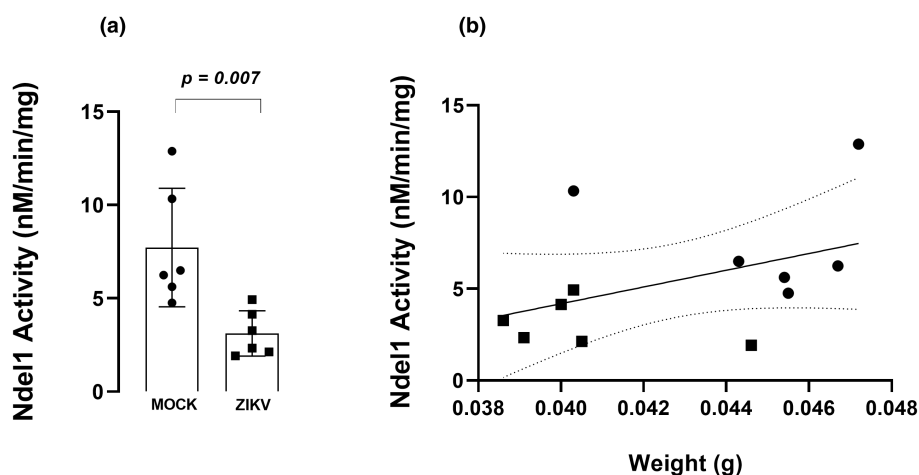 (a)
p = 0.007
Ndel1 Activity (nM/min/mg)
15
10
5
0
MOCK ZIKV
(b)
Ndel1 Activity (nM/min/mg)
15
10
5
0
0.038 0.040 0.042 0.044 0.046 0.048
Weight (g)